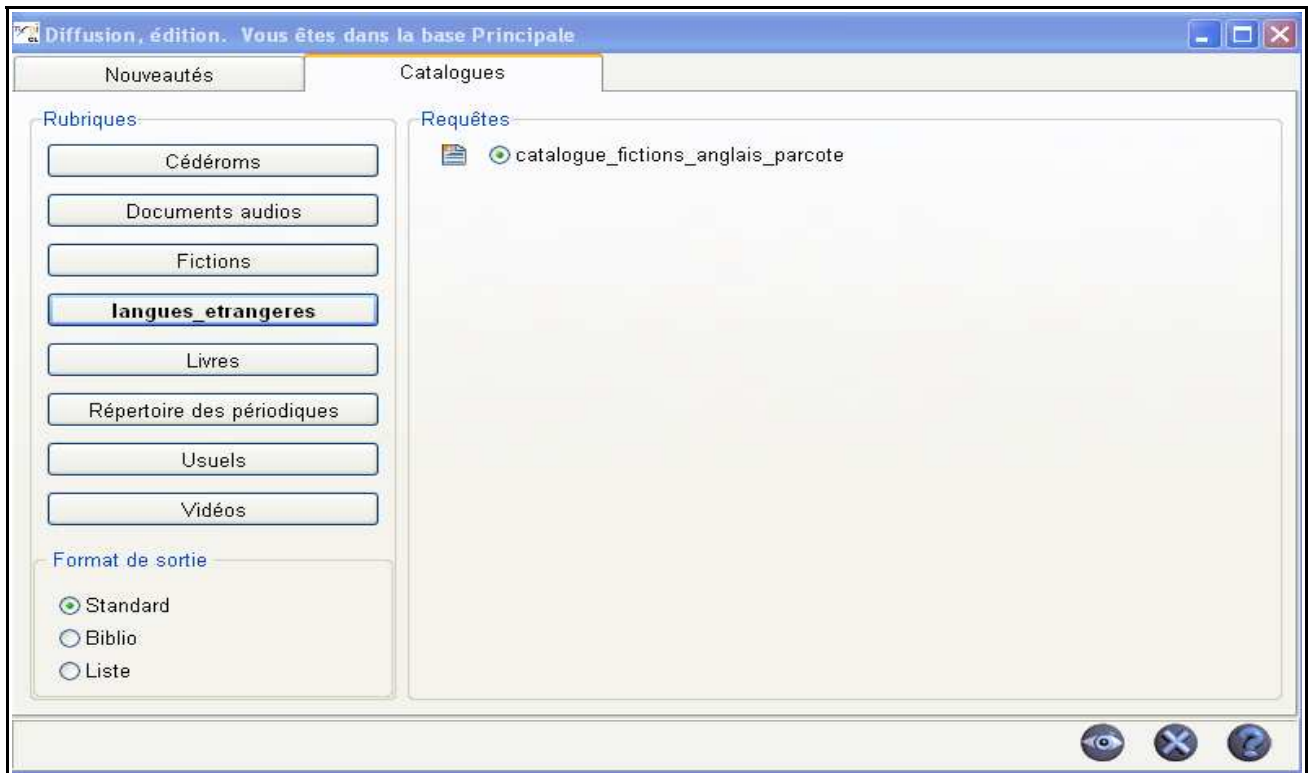 Diffusion, édition. Vous êtes dans la base Principale
Nouveautés
Catalogues
Rubriques
Cédéroms
Documents audios
Fictions
langues_etrangeres
Livres
Répertoire des périodiques
Usuels
Vidéos
Format de sortie
Standard
Biblio
Liste
Requêtes
catalogue_fictions_anglais_parcote